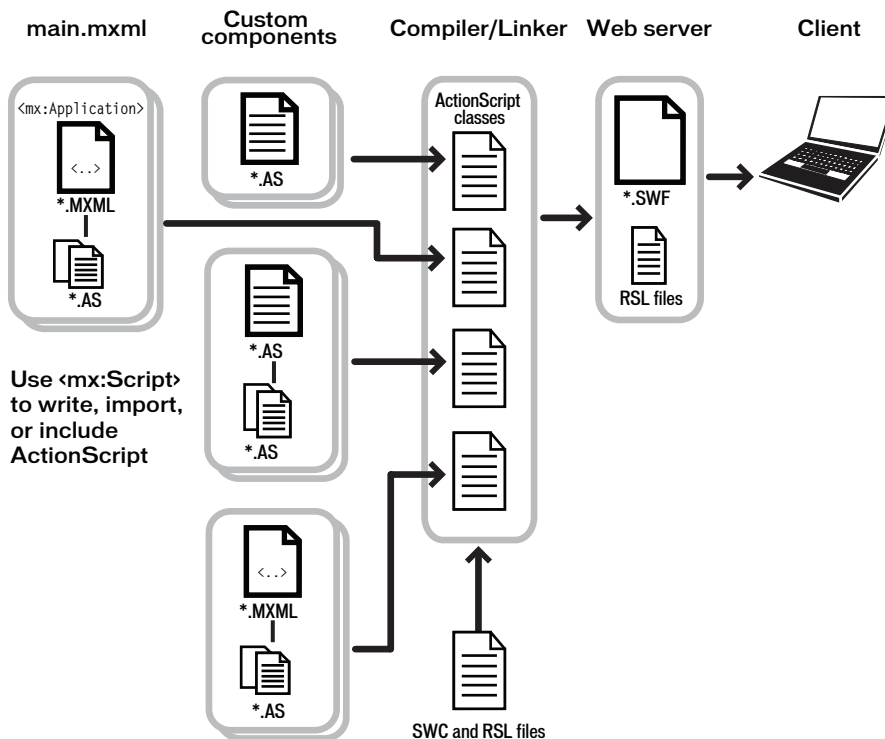 main.mxml
Custom
components
Compiler/Linker
Web server
Client
<mx:Application>
<..>
*.MXML
*.AS
Use <mx:Script>
to write, import,
or include
ActionScript
*.AS
*.AS
*.AS
<..>
*.MXML
*.AS
ActionScript
classes
SWC and RSL files
*.SWF
RSL files